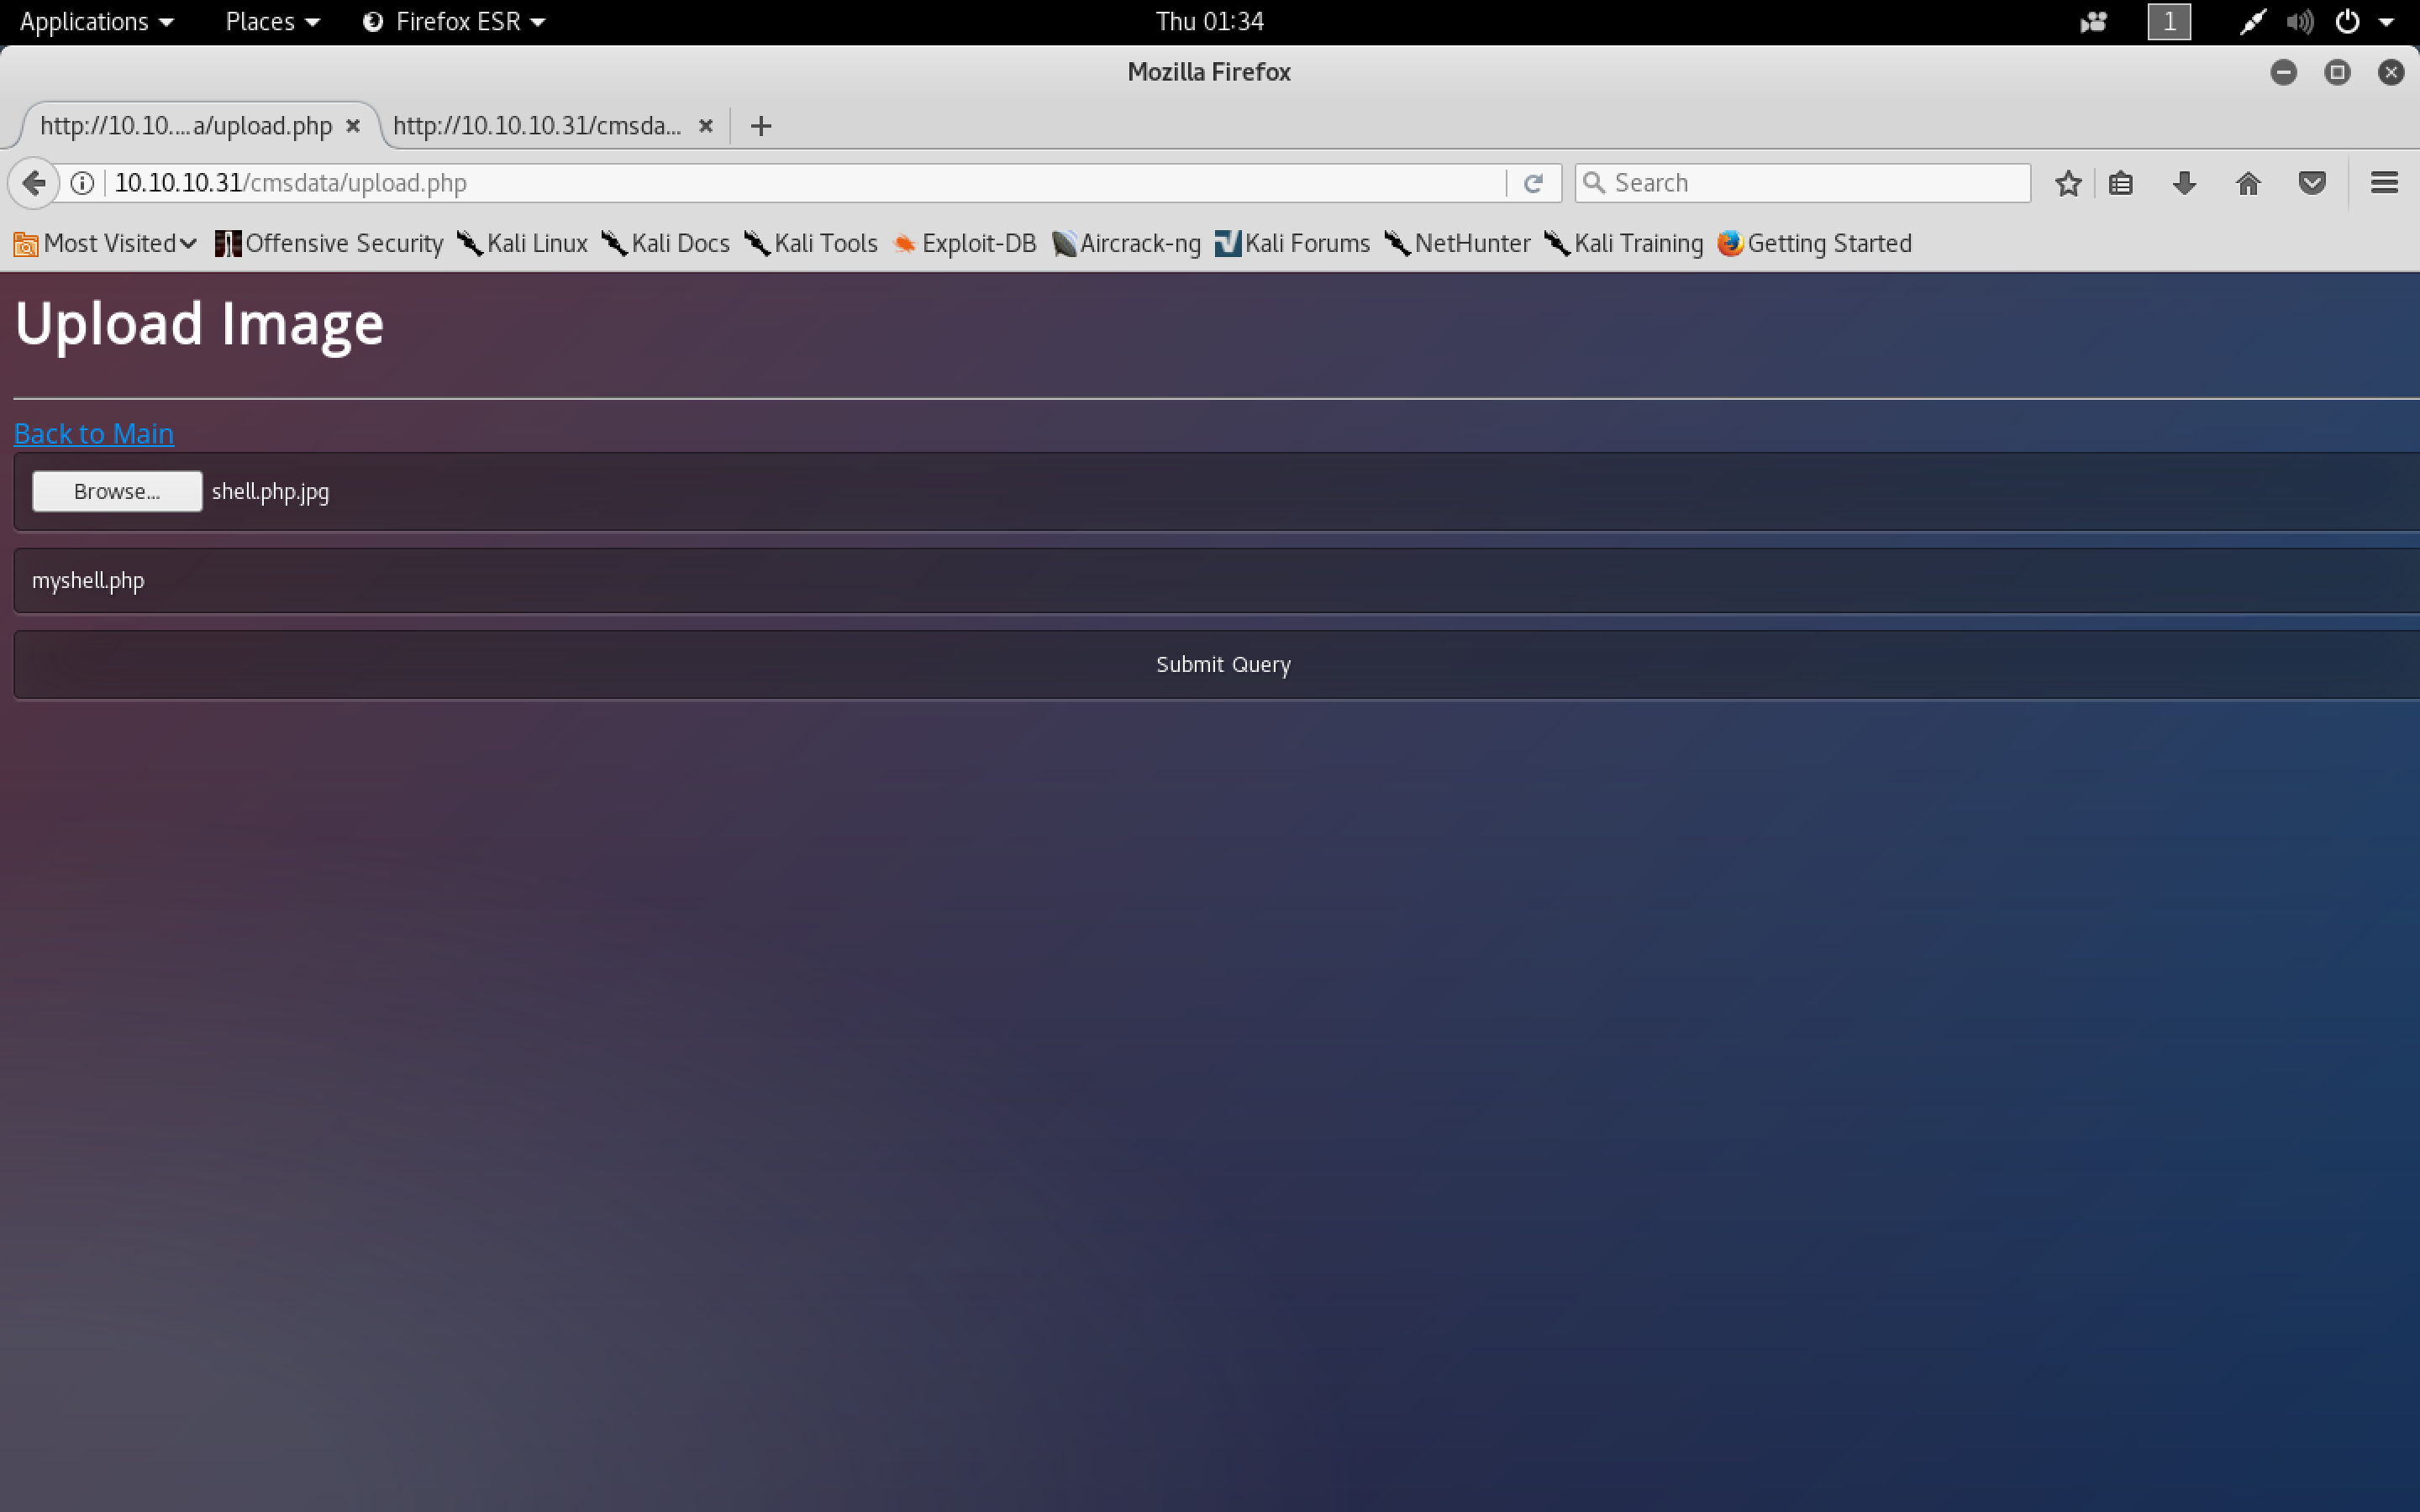 Applications Places Firefox ESR Thu 01:34 1
Mozilla Firefox
http://10.10....a/upload.php http://10.10.10.31/cmsda...
10.10.10.31/cmsdata/upload.php Search
Most Visited Offensive Security Kali Linux Kali Docs Kali Tools Exploit-DB Aircrack-ng Kali Forums NetHunter Kali Training Getting Started
Upload Image
Back to Main
Browse... shell.php.jpg
myshell.php
Submit Query